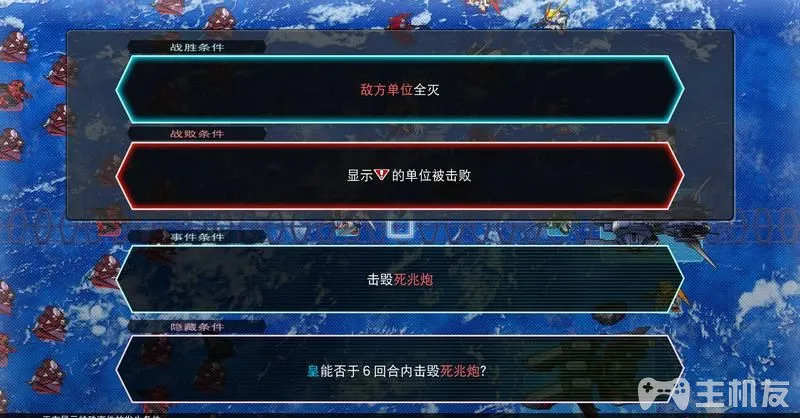 战胜条件
敌方单位全灭
战败条件
显示的单位被击败
事件条件
击毁死兆炮
隐藏条件
皇能否于6回合内击毁死兆炮?
主机友